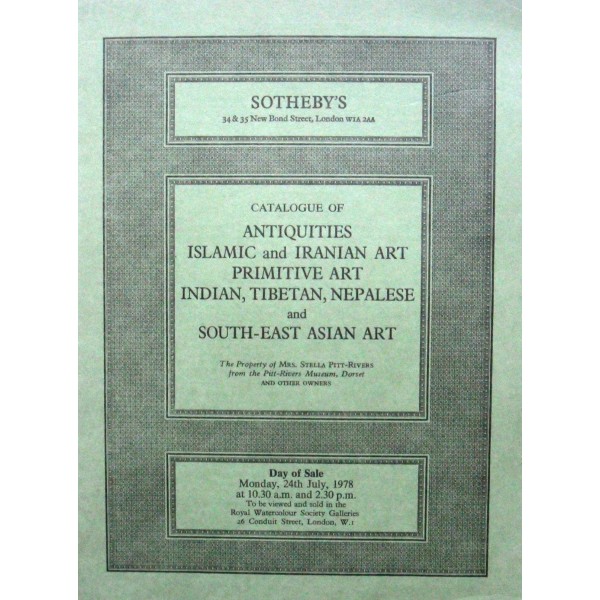 SOTHEBY'S
34 & 35 New Bond Street, London W1A 2AA
CATALOGUE OF
ANTIQUITIES
ISLAMIC and IRANIAN ART
PRIMITIVE ART
INDIAN, TIBETAN, NEPALESE
and
SOUTH-EAST ASIAN ART
The Property of MRS. STELLA PITT-RIVERS
from the Pitt-Rivers Museum, Dorset
AND OTHER OWNERS
Day of Sale
Monday, 24th July, 1978
at 10.30 a.m. and 2.30 p.m.
To be viewed and sold in the
Royal Watercolour Society Galleries
26 Conduit Street, London, W.1